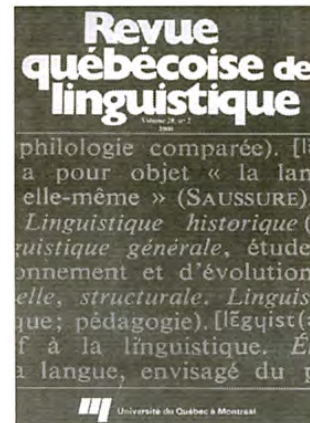 Revue
québécoise de
linguistique
Volume 28, n° 2
2000
philologie comparée). [l
a pour objet « la lan
elle-même » (SAUSSURE)
Linguistique historique (
guistique générale, étude
onnement et d'évolution
elle, structurale. Linguis
que; pédagogie). [lɛ̃gɥist(
f à la linguistique. É
a langue, envisagé du p
Université du Québec à Montréal